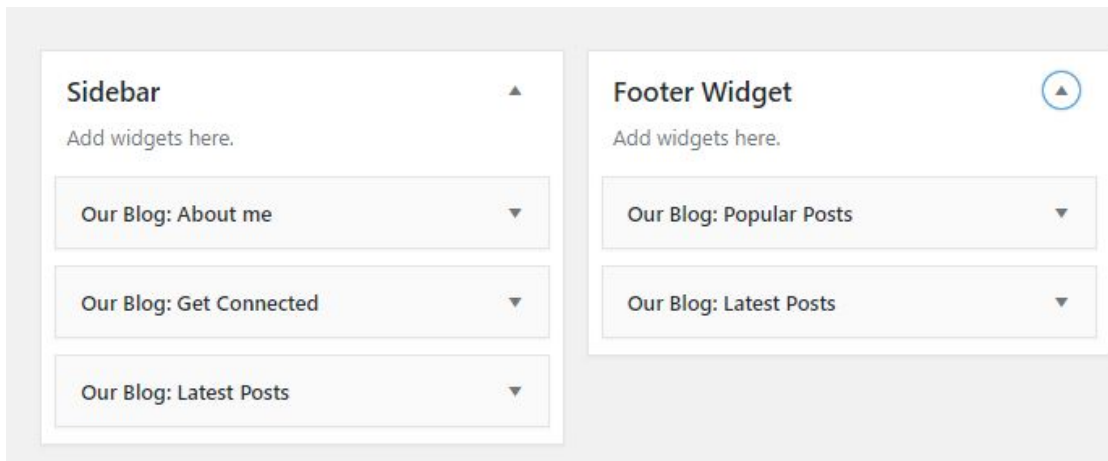 Sidebar
Add widgets here.
Our Blog: About me
Our Blog: Get Connected
Our Blog: Latest Posts
Footer Widget
Add widgets here.
Our Blog: Popular Posts
Our Blog: Latest Posts